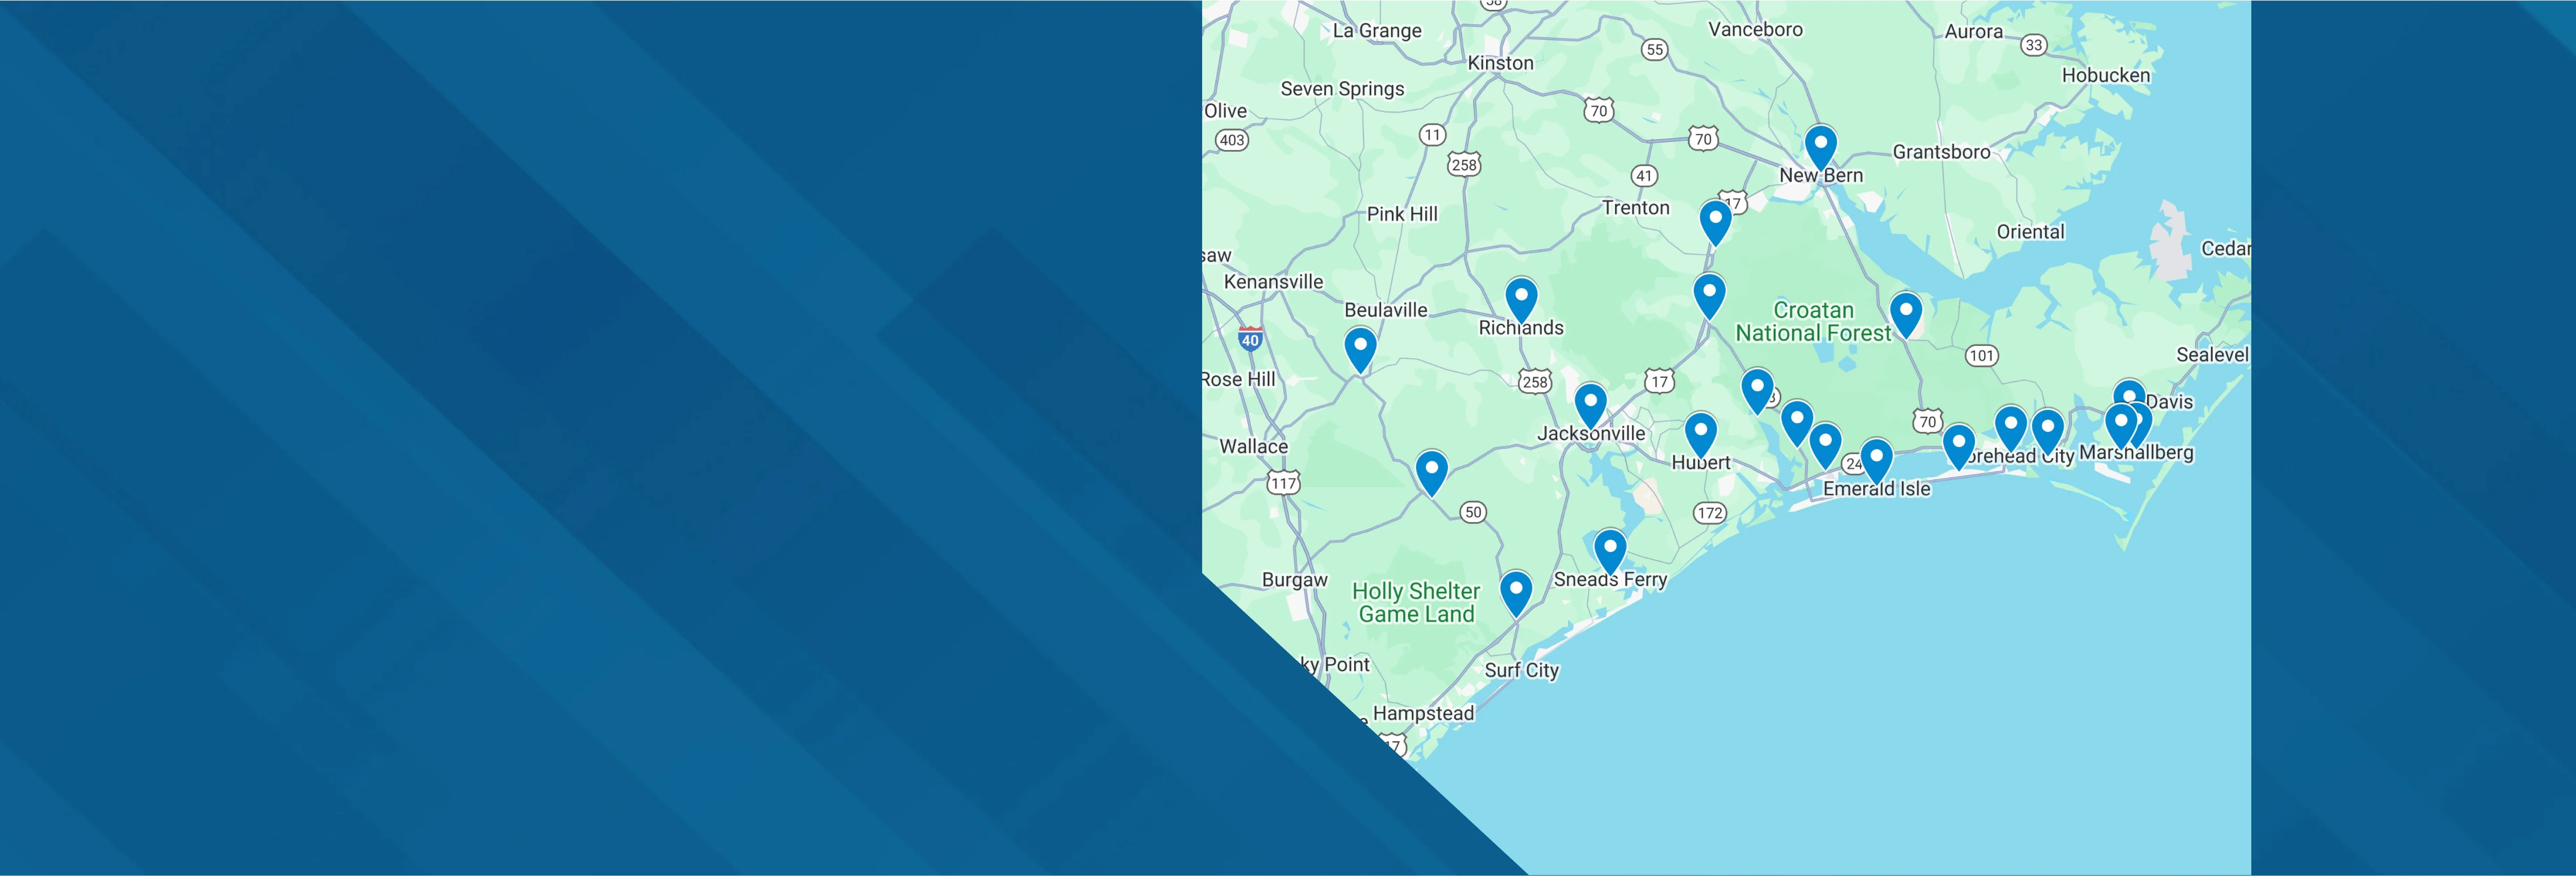 58
La Grange
Vanceboro
Aurora
33
55
Kinston
Hobucken
Seven Springs
Olive
70
11
70
403
258
Grantsboro
41
New Bern
17
Trenton
Pink Hill
Oriental
Cedar
saw
Kenansville
Beulaville
Croatan
National Forest
Richlands
40
101
Sealevel
Rose Hill
258
17
Davis
70
Jacksonville
Wallace
Hubert
orehead City
Marshallberg
24
117
Emerald Isle
50
172
Burgaw
Sneads Ferry
Holly Shelter
Game Land
ky Point
Surf City
Hampstead
17